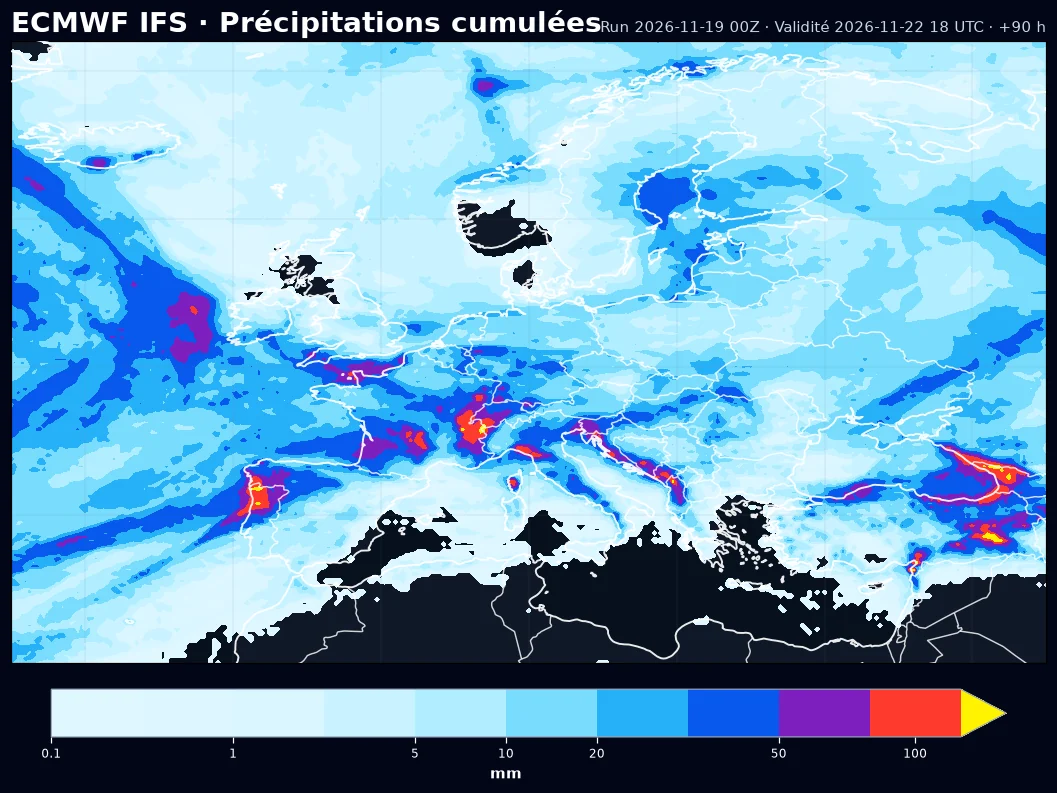 ECMWF IFS · Précipitations cumulées
Run 2026-11-19 00Z · Validité 2026-11-22 18 UTC · +90 h
0.1 1 5 10 20 50 100
mm